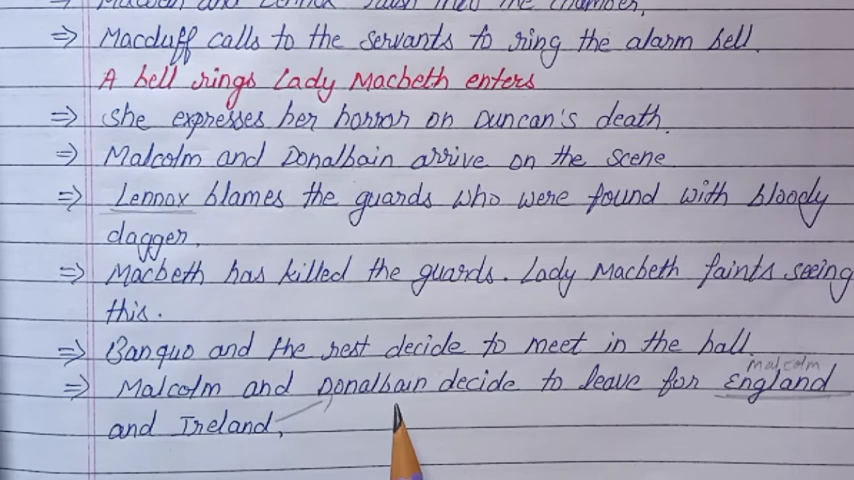 ⇒ Macduff calls to the servants to ring the alarm bell.
A bell rings Lady Macbeth enters
⇒ She expresses her horror on Duncan's death.
⇒ Malcolm and Donalbain arrive on the scene
⇒ Lennox blames the guards who were found with bloody
dagger.
⇒ Macbeth has killed the guards. Lady Macbeth faints seeing
this.
⇒ Banquo and the rest decide to meet in the hall.
Malcolm
⇒ Malcolm and Donalbain decide to leave for England
and Ireland,